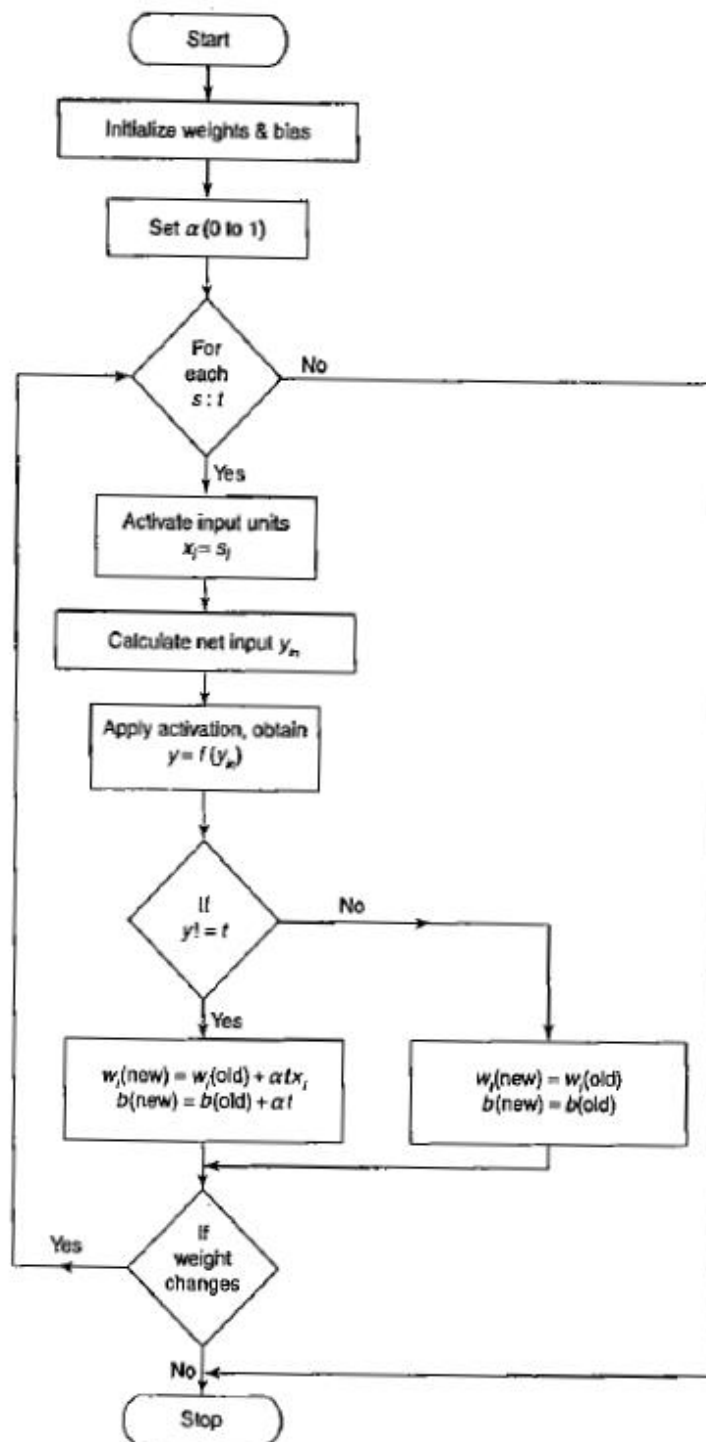 Start
Initialize weights & bias
Set α (0 to 1)
For
each
s : t
No
Yes
Activate input units
xᵢ = sᵢ
Calculate net input yᵢₙ
Apply activation, obtain
y = f (yᵢₙ)
If
y! = t
No
Yes
wᵢ(new) = wᵢ(old) + αtxᵢ
b(new) = b(old) + αt
wᵢ(new) = wᵢ(old)
b(new) = b(old)
If
weight
changes
Yes
No
Stop